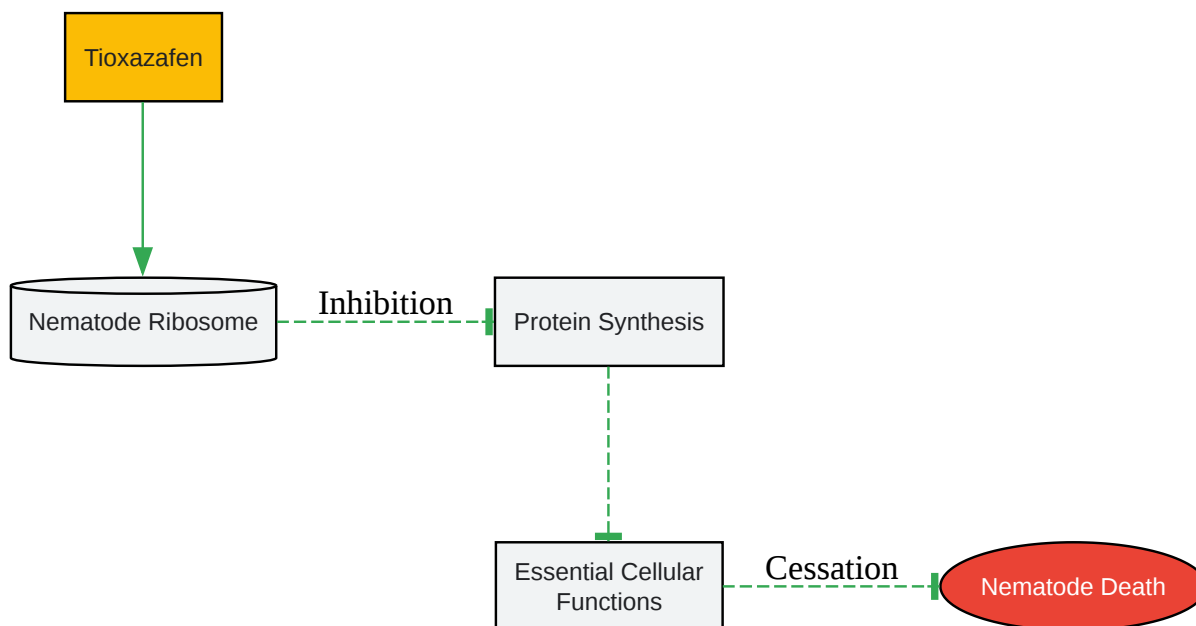 Tioxazafen
Inhibition
Nematode Ribosome
Protein Synthesis
Essential Cellular
Functions
Cessation
Nematode Death